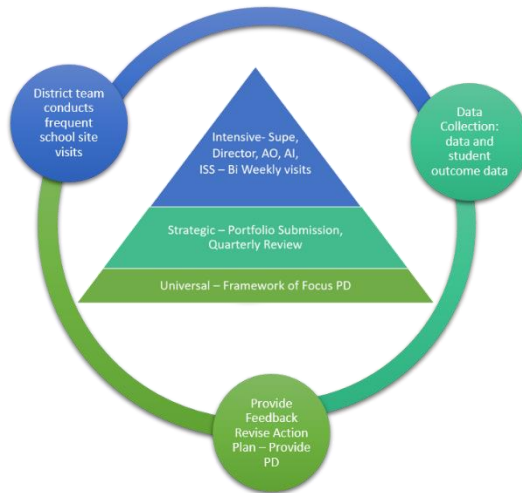 District team
conducts
frequent
school site
visits
Intensive- Supe,
Director, AO, AI,
ISS – Bi Weekly visits
Data
Collection:
data and
student
outcome data
Strategic – Portfolio Submission,
Quarterly Review
Universal – Framework of Focus PD
Provide
Feedback
Revise Action
Plan – Provide
PD